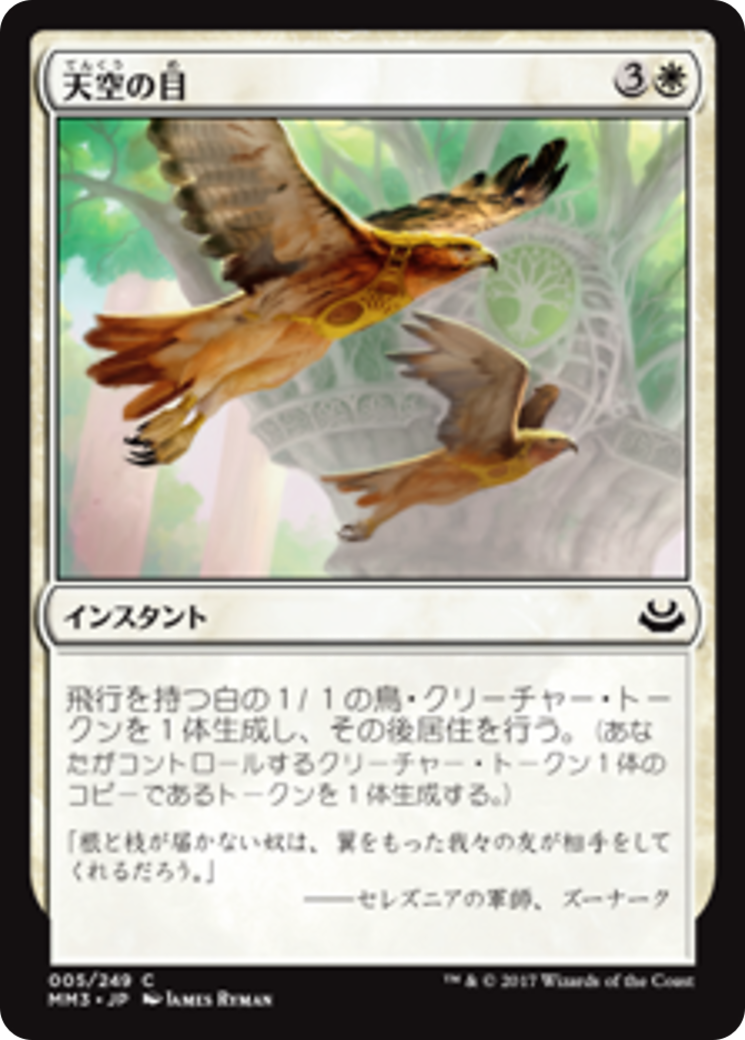 天空の目
てんくう め
3
インスタント
飛行を持つ白の1/1の鳥・クリーチャー・トー
クンを1体生成し、その後居住を行う。(あな
たがコントロールするクリーチャー・トークン1体の
コピーであるトークンを1体生成する。)
「根と枝が届かない奴は、翼をもった我々の友が相手をして
くれるだろう。」
――セレズニアの軍師、ズーナーク
005/249 C
MM3・JP James Ryman
™ & © 2017 Wizards of the Coast